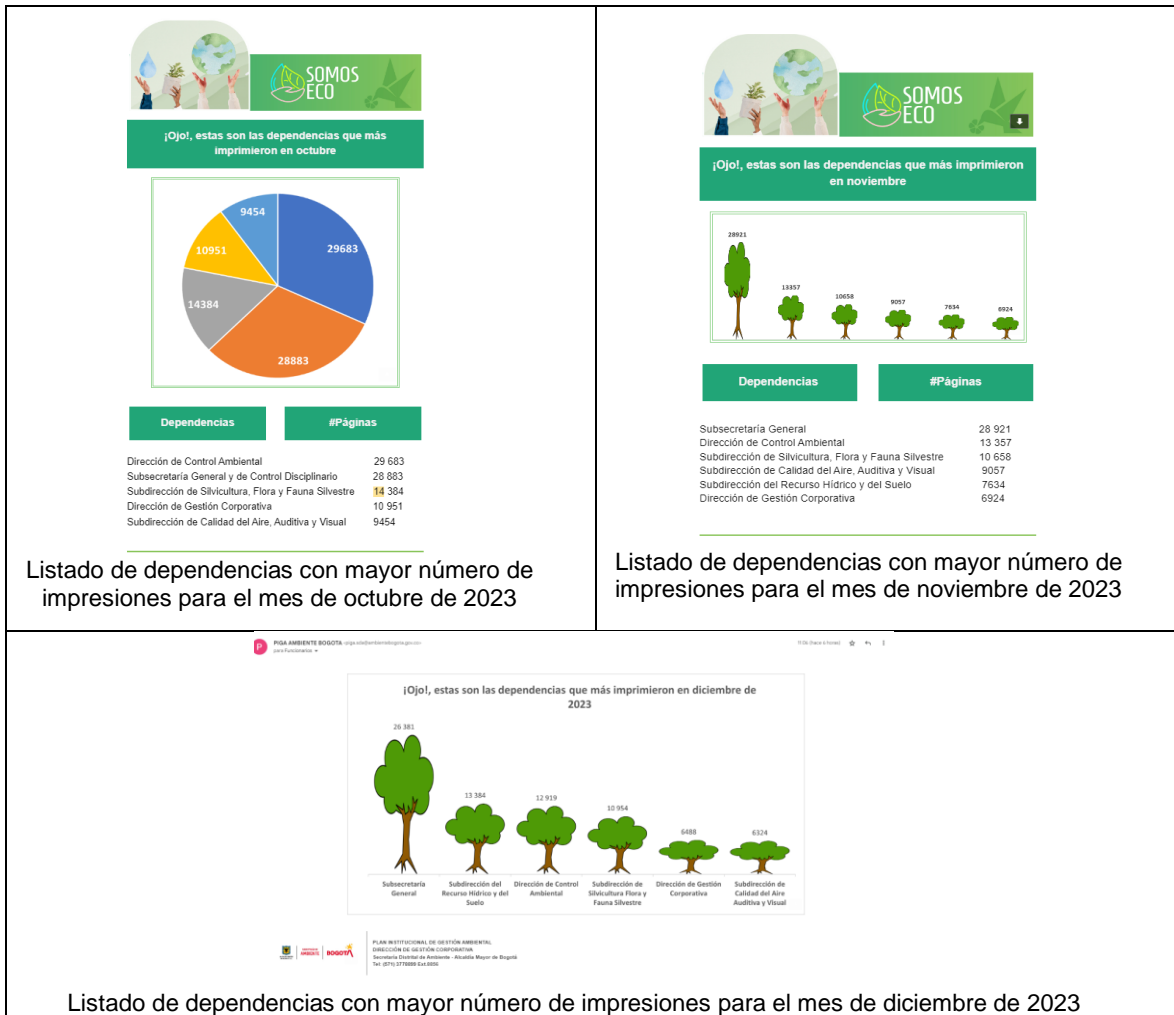 SOMOS
ECO
¡Ojo!, estas son las dependencias que más
imprimieron en octubre
9454
29683
10951
14384
28883
Dependencias #Páginas
Dirección de Control Ambiental 29 683
Subsecretaría General y de Control Disciplinario 28 883
Subdirección de Silvicultura, Flora y Fauna Silvestre 14 384
Dirección de Gestión Corporativa 10 951
Subdirección de Calidad del Aire, Auditiva y Visual 9454
Listado de dependencias con mayor número de
impresiones para el mes de octubre de 2023
SOMOS
ECO
¡Ojo!, estas son las dependencias que más imprimieron
en noviembre
28921
13357
10658
9057
7634
6924
Dependencias #Páginas
Subsecretaría General 28 921
Dirección de Control Ambiental 13 357
Subdirección de Silvicultura, Flora y Fauna Silvestre 10 658
Subdirección de Calidad del Aire, Auditiva y Visual 9057
Subdirección del Recurso Hídrico y del Suelo 7634
Dirección de Gestión Corporativa 6924
Listado de dependencias con mayor número de
impresiones para el mes de noviembre de 2023
P
PIGA AMBIENTE BOGOTA
para Funcionarios
¡Ojo!, estas son las dependencias que más imprimieron en diciembre de
2023
26 381
13 384
12 919
10 954
6488
6324
Subsecretaría
General
Subdirección del
Recurso Hídrico y del
Suelo
Dirección de Control
Ambiental
Subdirección de
Silvicultura Flora y
Fauna Silvestre
Dirección de Gestión
Corporativa
Subdirección de
Calidad del Aire
Auditiva y Visual
AMBIENTE
BOGOTÁ
PLAN INSTITUCIONAL DE GESTIÓN AMBIENTAL
DIRECCIÓN DE GESTIÓN CORPORATIVA
Secretaría Distrital de Ambiente - Alcaldía Mayor de Bogotá
Listado de dependencias con mayor número de impresiones para el mes de diciembre de 2023